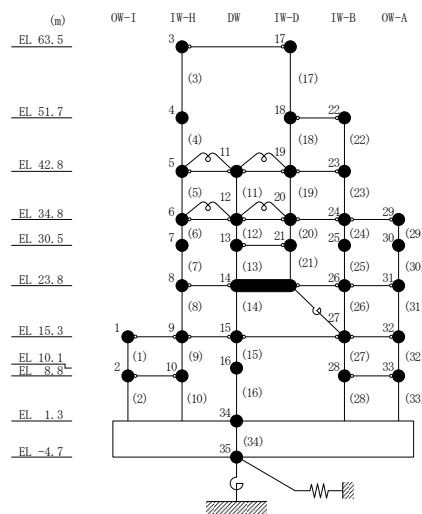 (m) OW-I IW-H DW IW-D IW-B OW-A
EL 63.5 3 17
(3) (17)
EL 51.7 4 18 22
(4) (18) (22)
11 19
EL 42.8 5 23
(5) (11) (19) (23)
12 20
EL 34.8 6 24 29
(6) (12) (20) (24) (29)
EL 30.5 7 13 21 25 30
(7) (13) (21) (25) (30)
EL 23.8 8 14 26 31
(8) (14) (26) (31)
27
EL 15.3 1 9 15 32
(1) (9) (15) (27) (32)
EL 10.1 16
EL 8.8 2 10 28 33
(2) (10) (16) (28) (33)
EL 1.3 34
(34)
EL -4.7 35